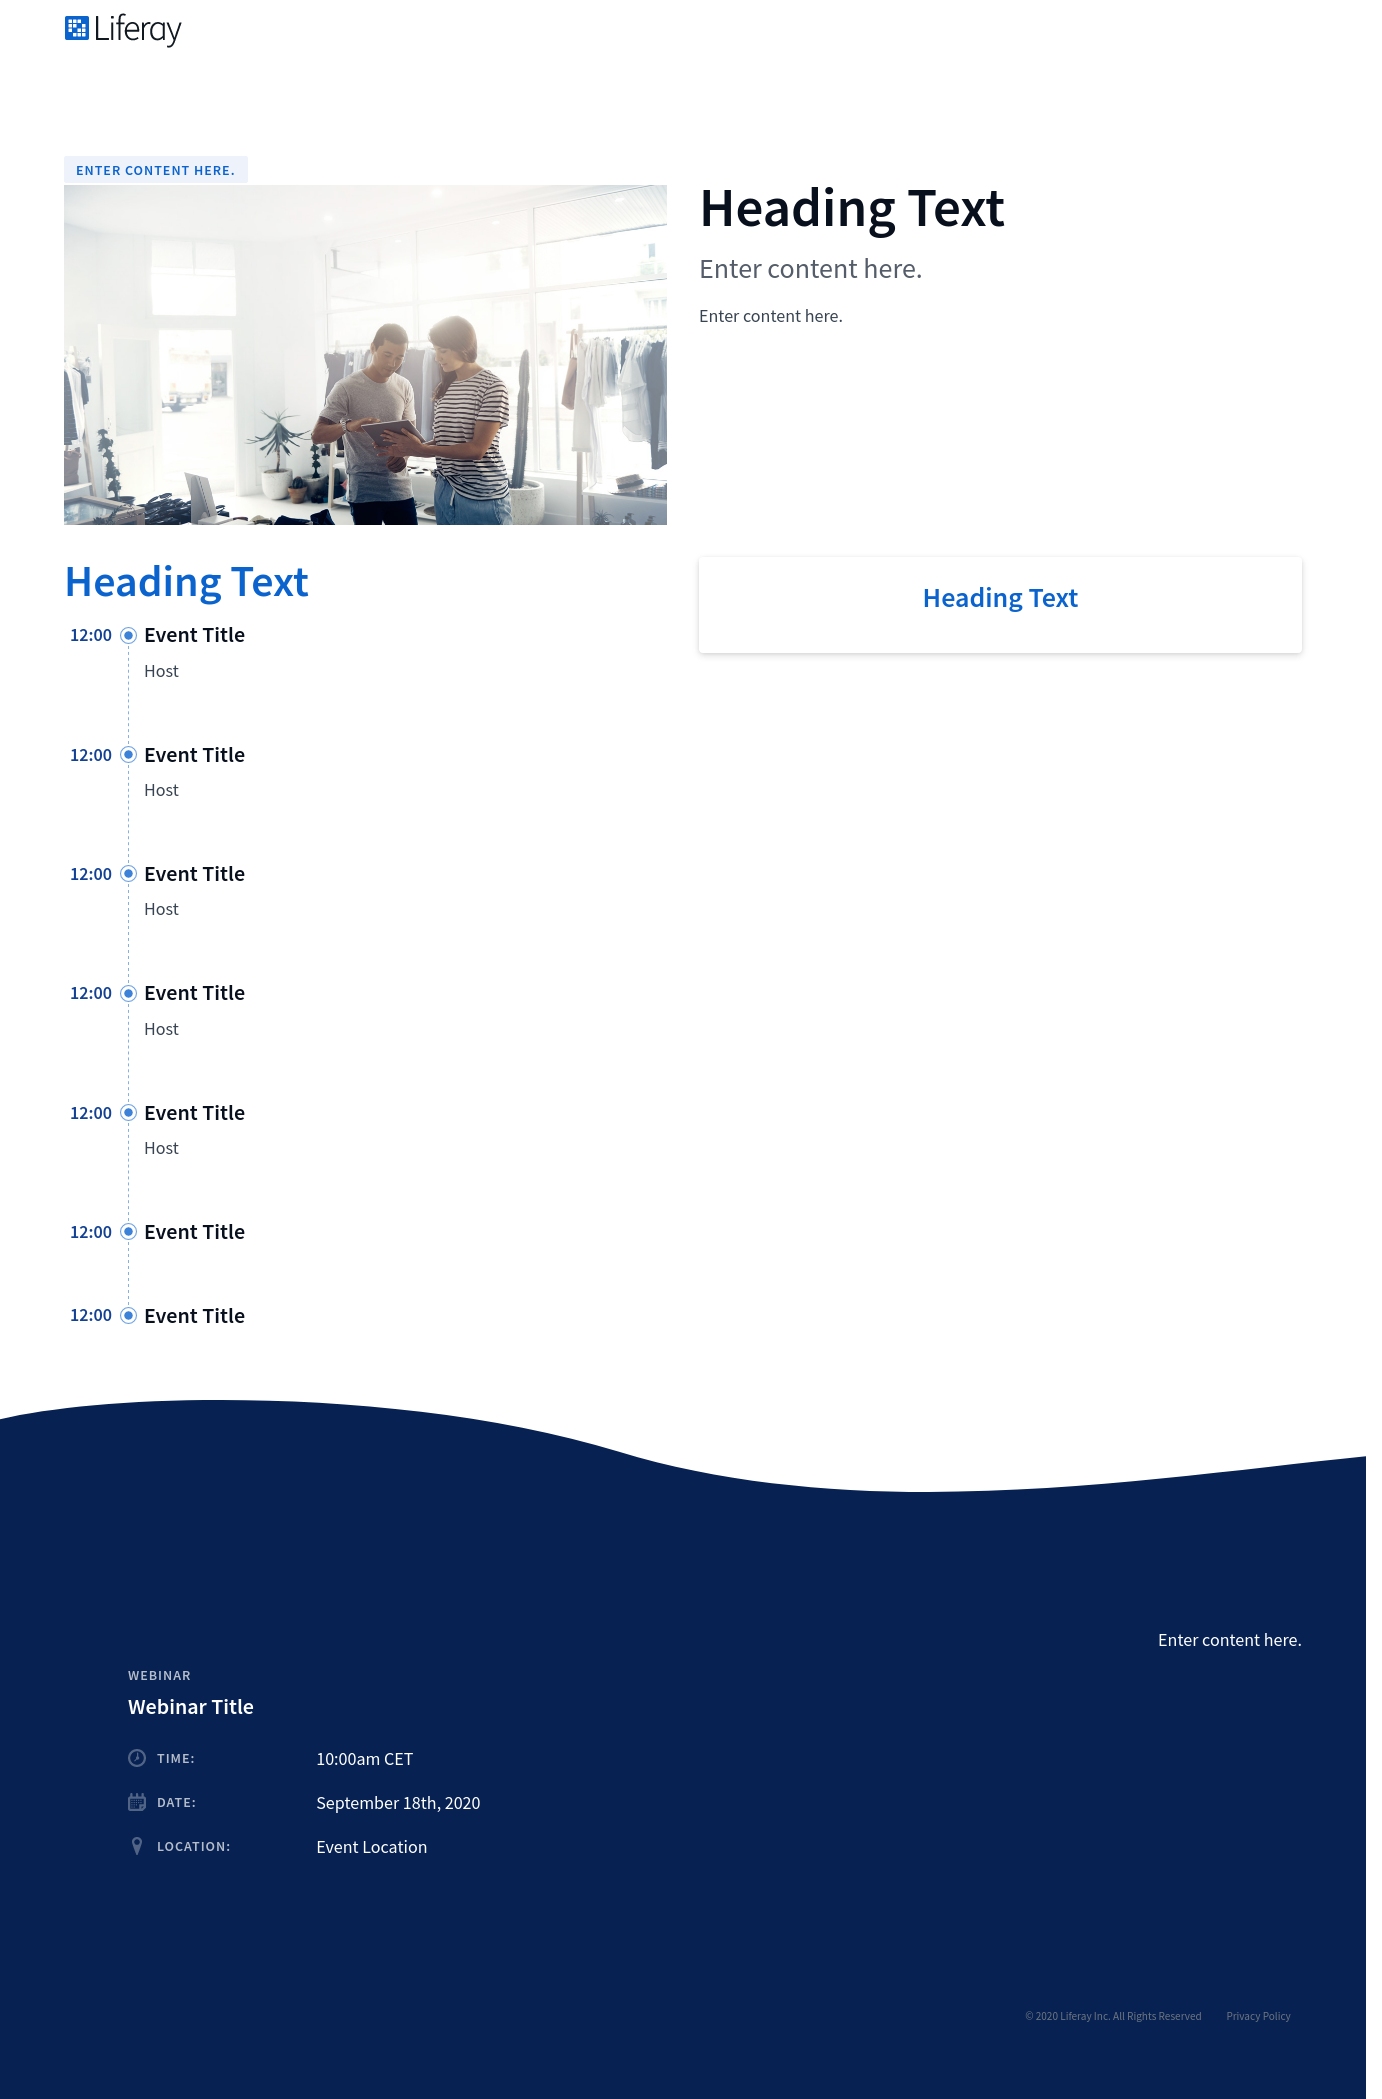 Liferay
ENTER CONTENT HERE.
Heading Text
Enter content here.
Enter content here.
Heading Text
12:00 Event Title
Host
12:00 Event Title
Host
12:00 Event Title
Host
12:00 Event Title
Host
12:00 Event Title
Host
12:00 Event Title
12:00 Event Title
Heading Text
Enter content here.
WEBINAR
Webinar Title
TIME: 10:00am CET
DATE: September 18th, 2020
LOCATION: Event Location
© 2020 Liferay Inc. All Rights Reserved Privacy Policy